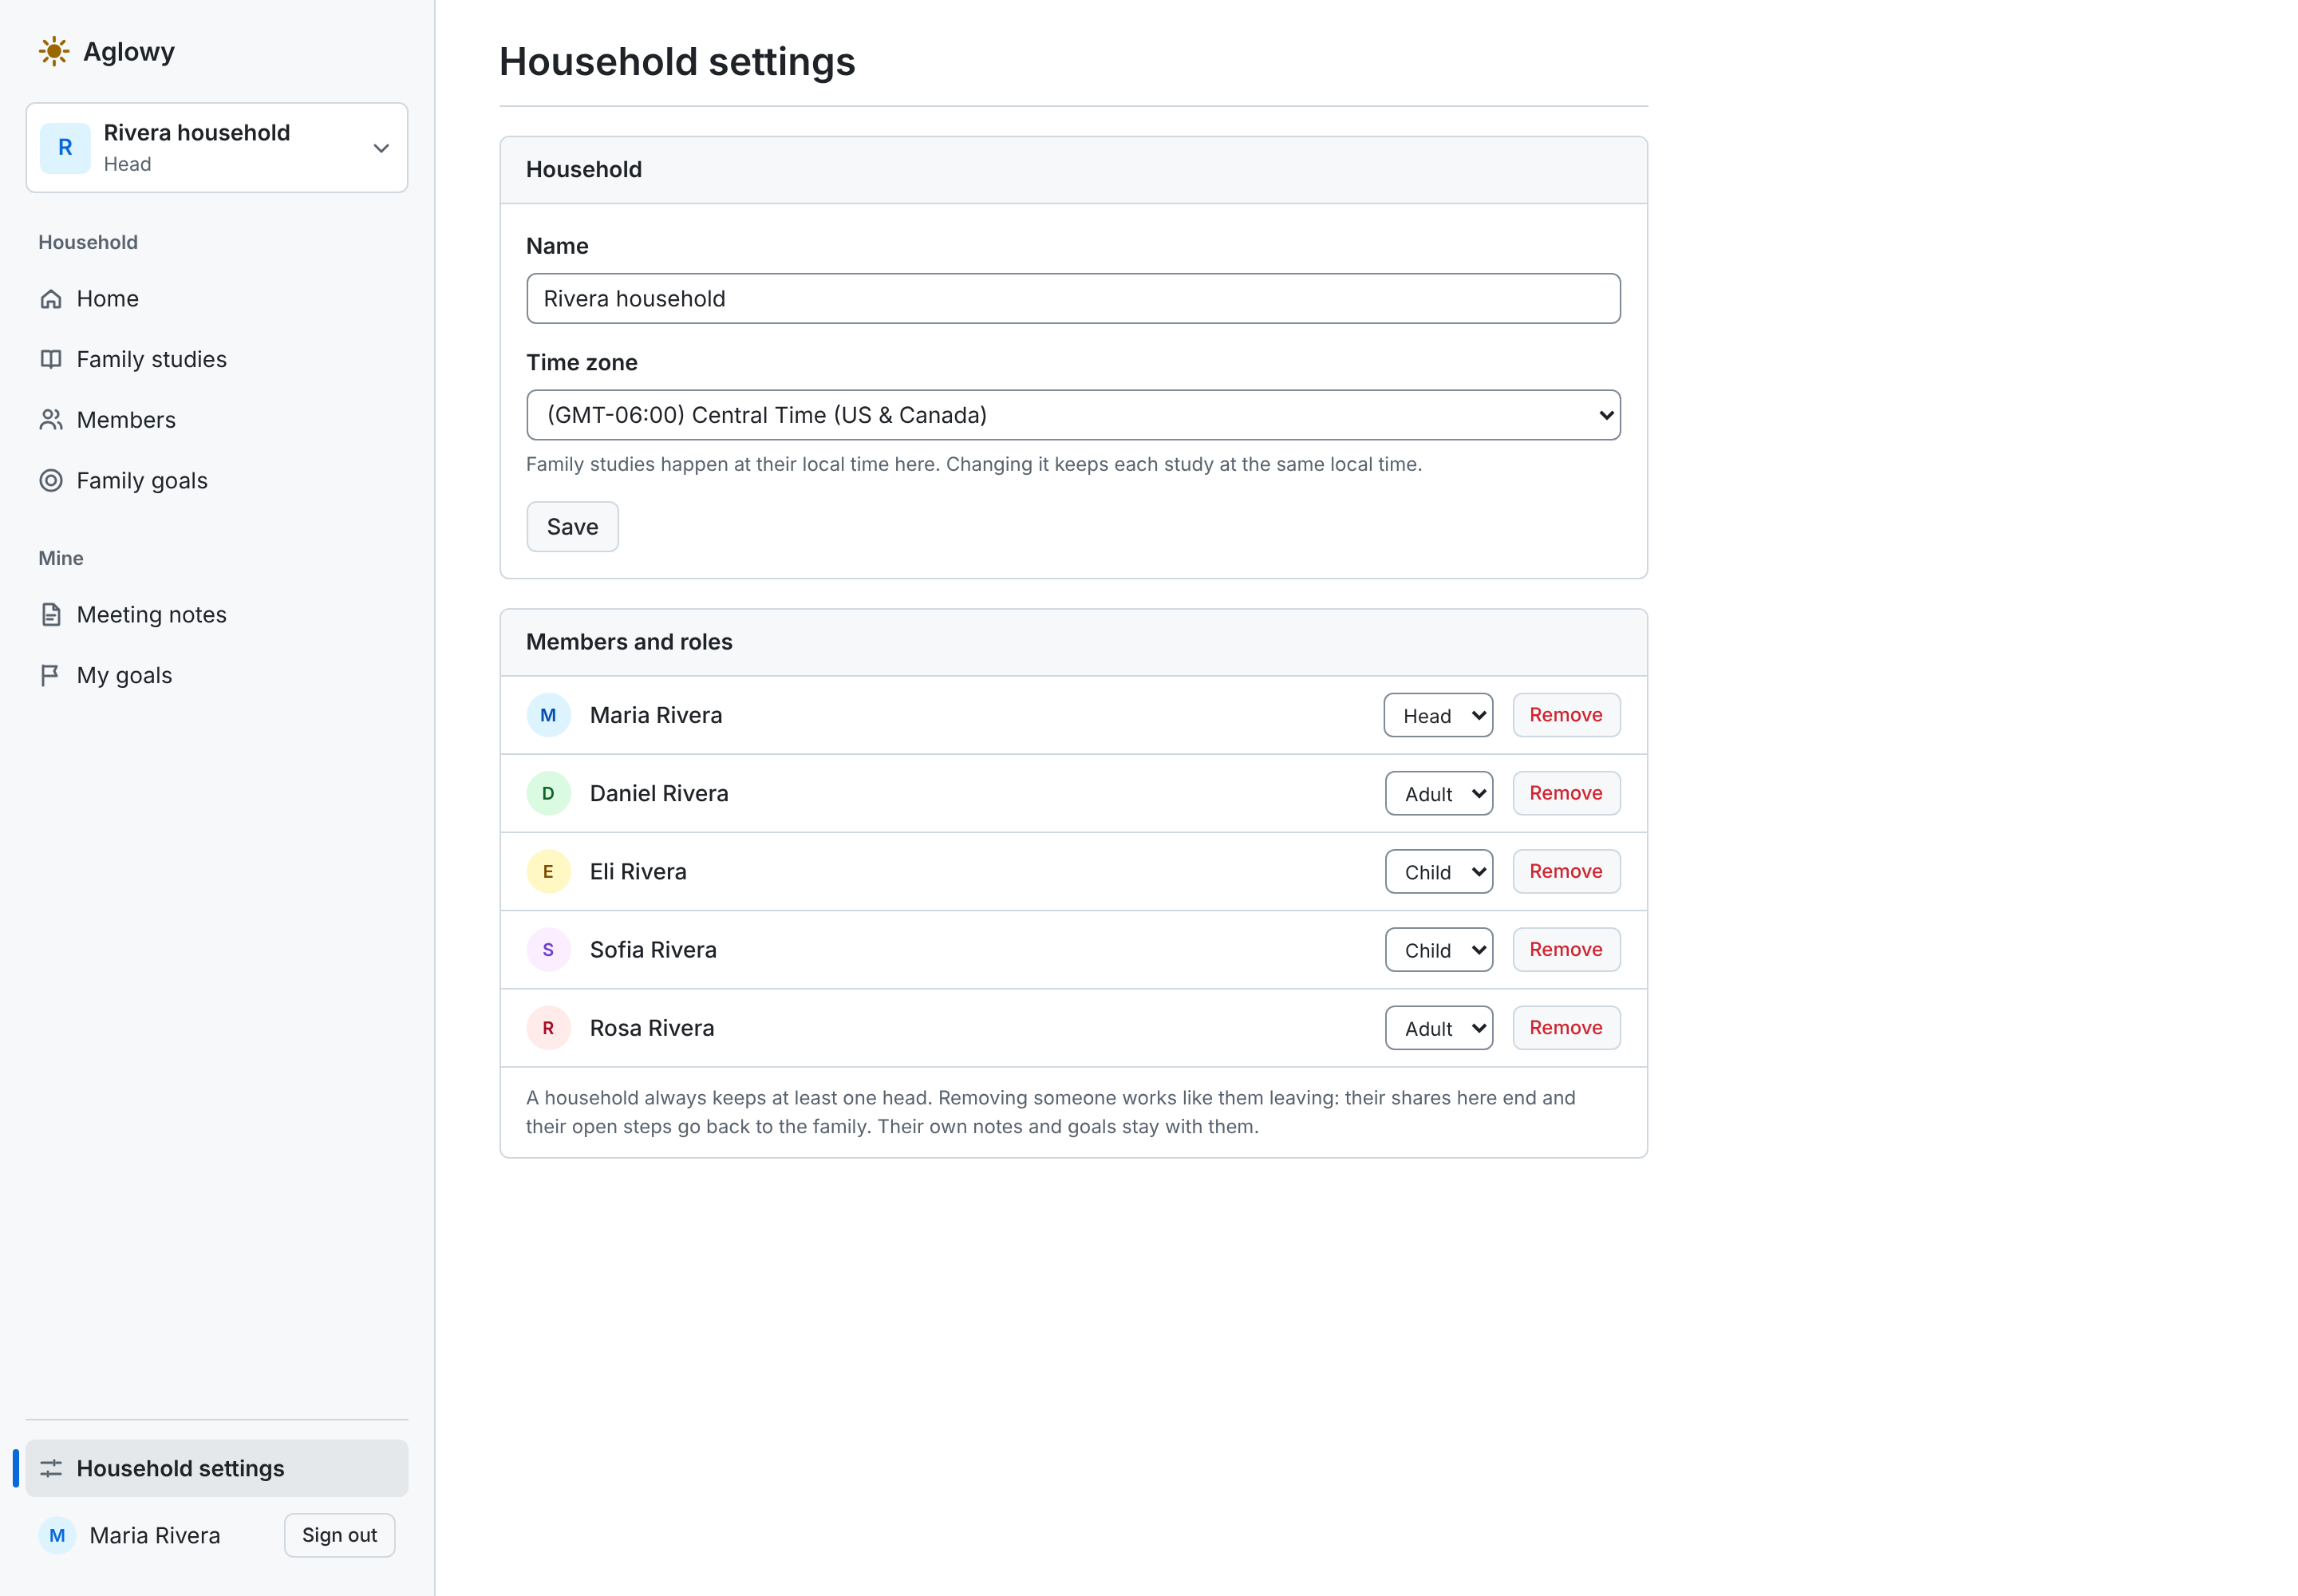 Aglowy
R
Rivera household
Head
Household
Home
Family studies
Members
Family goals
Mine
Meeting notes
My goals
Household settings
M
Maria Rivera
Sign out
Household settings
Household
Name
Rivera household
Time zone
(GMT-06:00) Central Time (US & Canada)
Family studies happen at their local time here. Changing it keeps each study at the same local time.
Save
Members and roles
M Maria Rivera Head Remove
D Daniel Rivera Adult Remove
E Eli Rivera Child Remove
S Sofia Rivera Child Remove
R Rosa Rivera Adult Remove
A household always keeps at least one head. Removing someone works like them leaving: their shares here end and
their open steps go back to the family. Their own notes and goals stay with them.